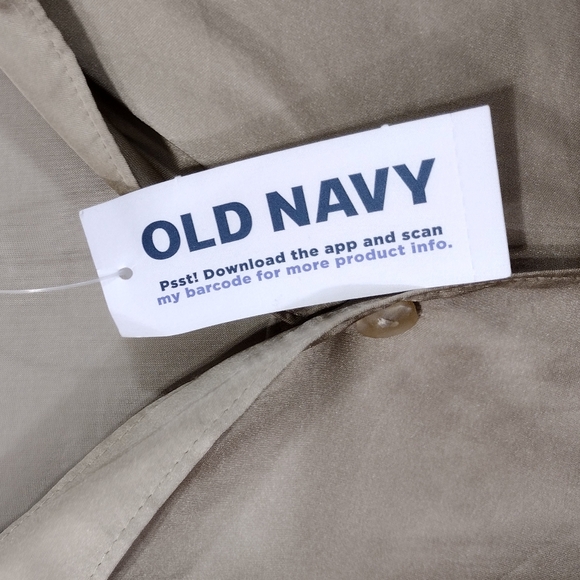 OLD NAVY
Psst! Download the app and scan
my barcode for more product info.